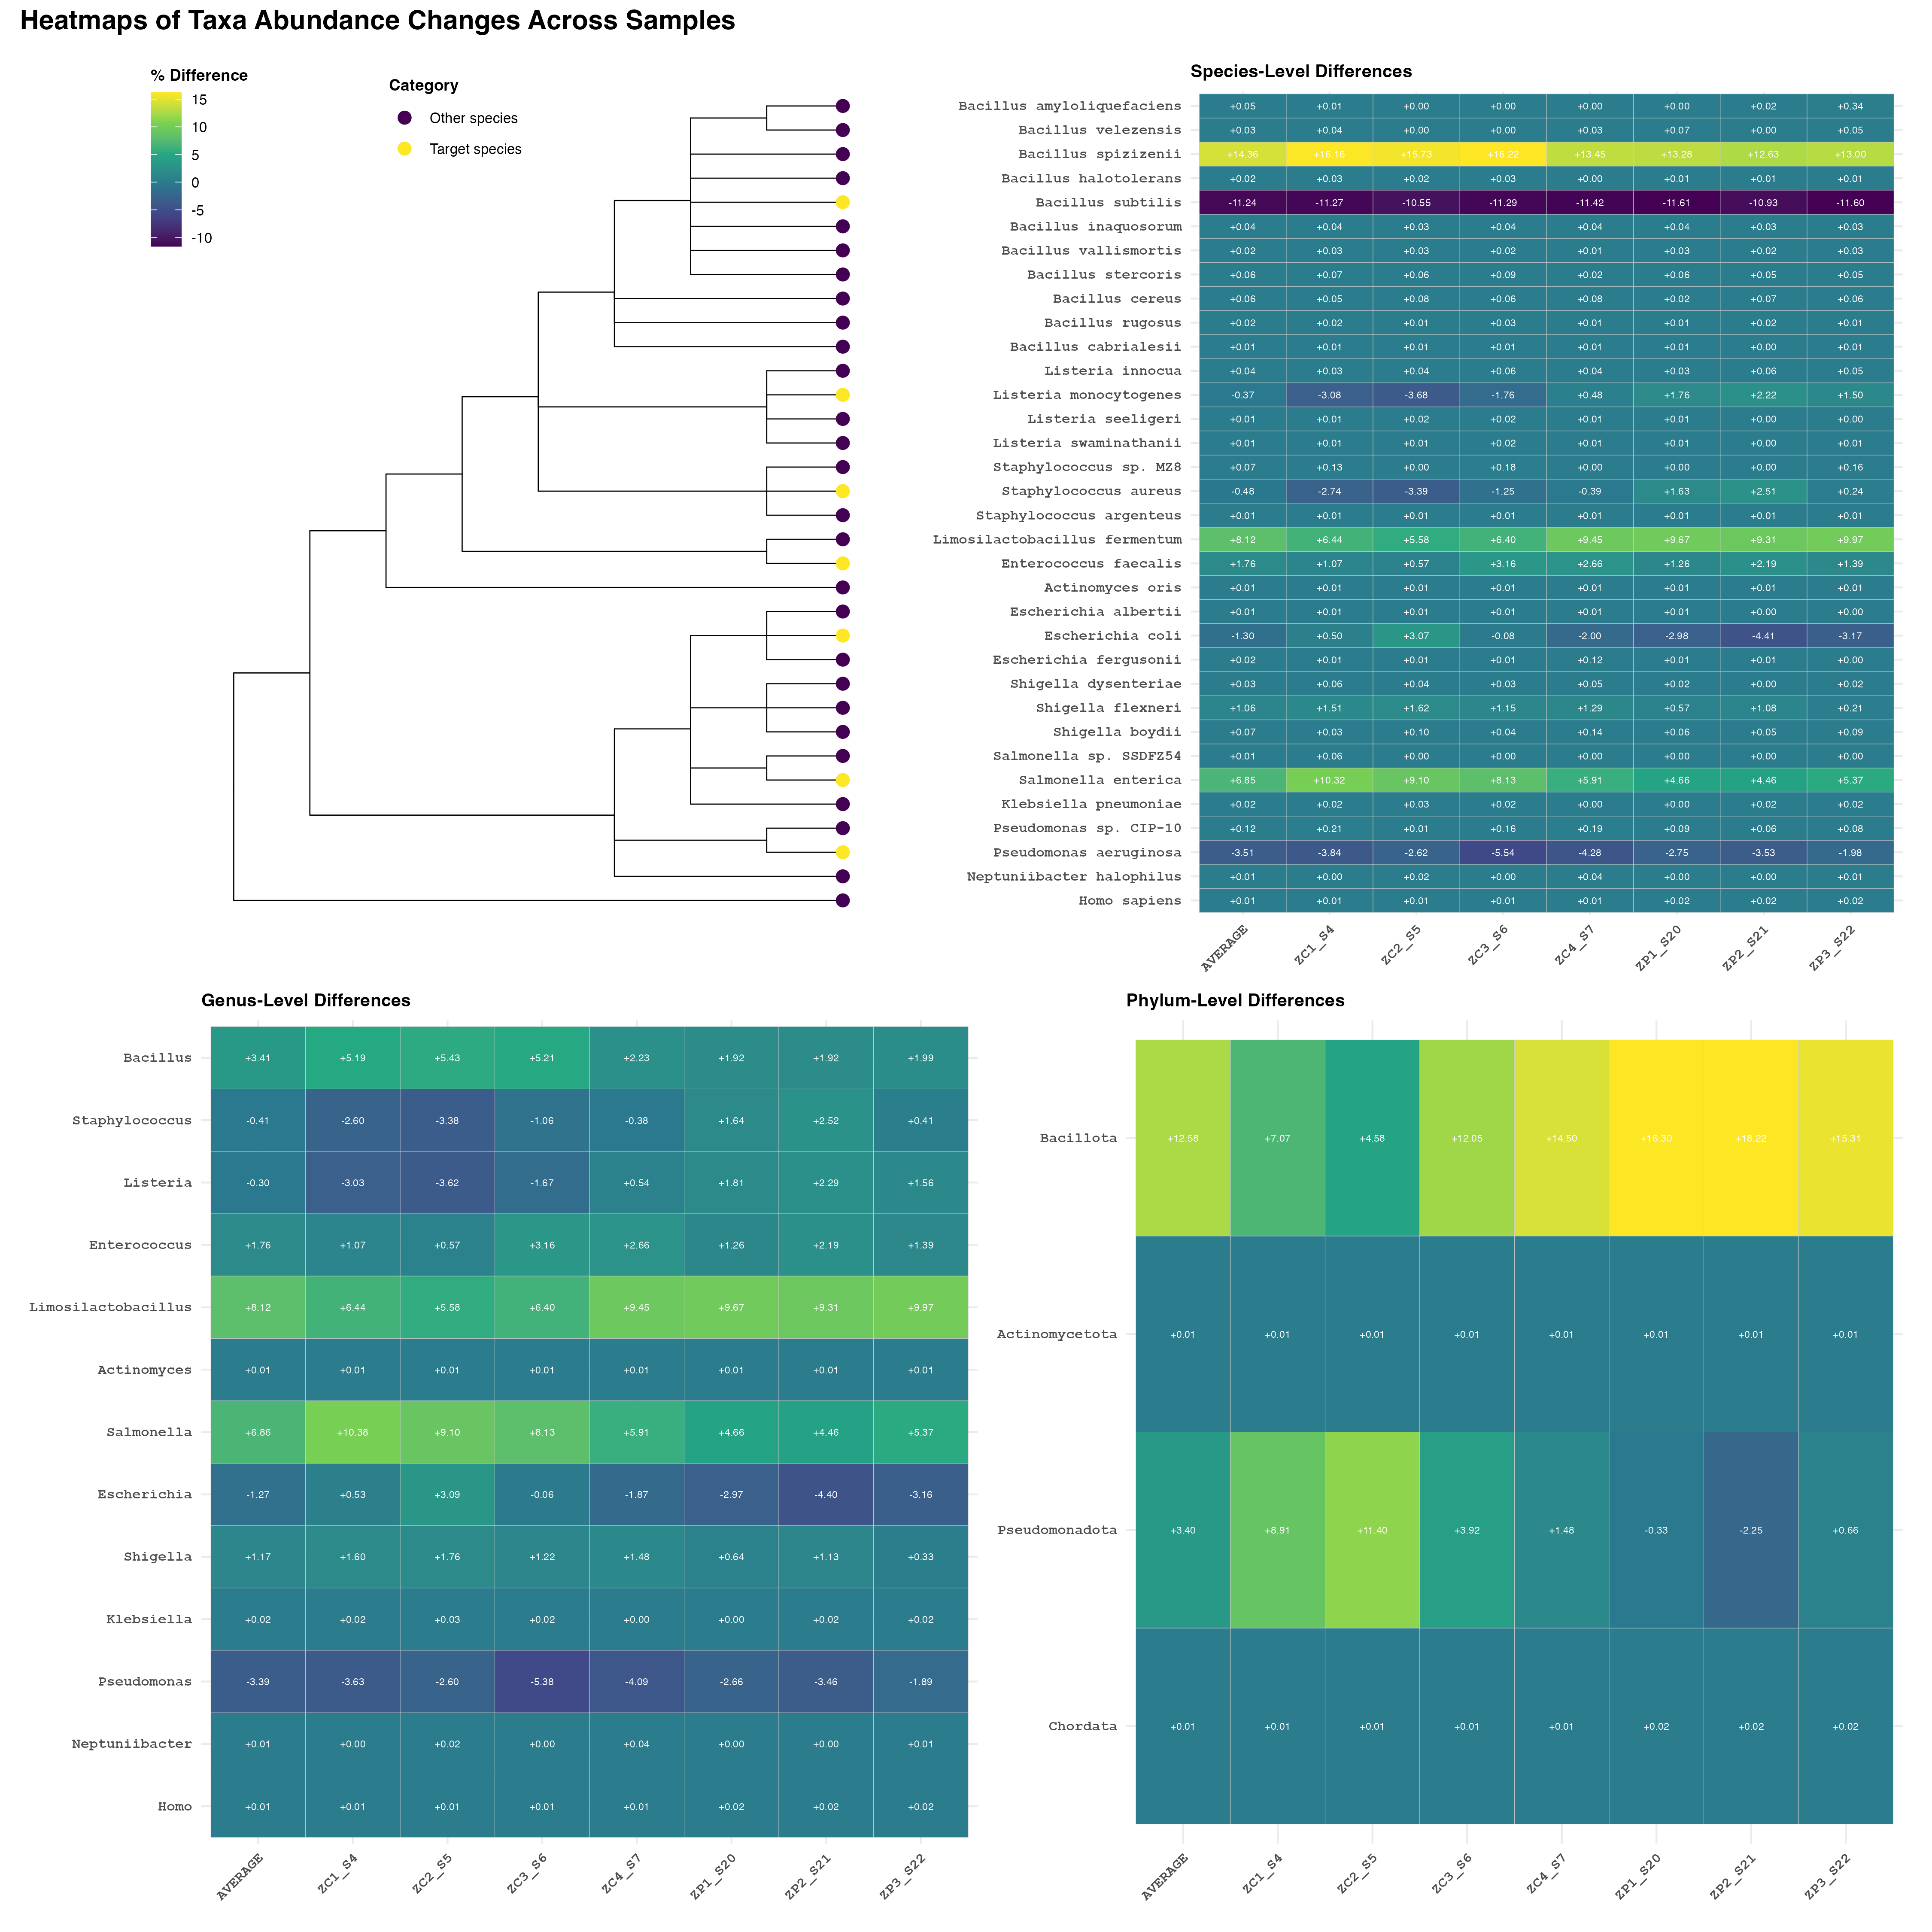 Heatmaps of Taxa Abundance Changes Across Samples
% Difference
15
10
5
0
-5
-10
Category
Other species
Target species
Species-Level Differences
Bacillus amyloliquefaciens +0.05 +0.01 +0.00 +0.00 +0.00 +0.00 +0.02 +0.34
Bacillus velezensis +0.03 +0.04 +0.00 +0.00 +0.03 +0.07 +0.00 +0.05
Bacillus spizizenii +14.36 +16.16 +15.73 +16.22 +13.45 +13.28 +12.63 +13.00
Bacillus halotolerans +0.02 +0.03 +0.02 +0.03 +0.00 +0.01 +0.01 +0.01
Bacillus subtilis -11.24 -11.27 -10.55 -11.29 -11.42 -11.61 -10.93 -11.60
Bacillus inaquosorum +0.04 +0.04 +0.03 +0.04 +0.04 +0.04 +0.03 +0.03
Bacillus vallismortis +0.02 +0.03 +0.03 +0.02 +0.01 +0.03 +0.02 +0.03
Bacillus stercoris +0.06 +0.07 +0.06 +0.09 +0.02 +0.06 +0.05 +0.05
Bacillus cereus +0.06 +0.05 +0.08 +0.06 +0.08 +0.02 +0.07 +0.06
Bacillus rugosus +0.02 +0.02 +0.01 +0.03 +0.01 +0.01 +0.02 +0.01
Bacillus cabrialesii +0.01 +0.01 +0.01 +0.01 +0.01 +0.01 +0.00 +0.01
Listeria innocua +0.04 +0.03 +0.04 +0.06 +0.04 +0.03 +0.06 +0.05
Listeria monocytogenes -0.37 -3.08 -3.68 -1.76 +0.48 +1.76 +2.22 +1.50
Listeria seeligeri +0.01 +0.01 +0.02 +0.02 +0.01 +0.01 +0.00 +0.00
Listeria swaminathanii +0.01 +0.01 +0.01 +0.02 +0.01 +0.01 +0.00 +0.01
Staphylococcus sp. MZ8 +0.07 +0.13 +0.00 +0.18 +0.00 +0.00 +0.00 +0.16
Staphylococcus aureus -0.48 -2.74 -3.39 -1.25 -0.39 +1.63 +2.51 +0.24
Staphylococcus argenteus +0.01 +0.01 +0.01 +0.01 +0.01 +0.01 +0.01 +0.01
Limosilactobacillus fermentum +8.12 +6.44 +5.58 +6.40 +9.45 +9.67 +9.31 +9.97
Enterococcus faecalis +1.76 +1.07 +0.57 +3.16 +2.66 +1.26 +2.19 +1.39
Actinomyces oris +0.01 +0.01 +0.01 +0.01 +0.01 +0.01 +0.01 +0.01
Escherichia albertii +0.01 +0.01 +0.01 +0.01 +0.01 +0.01 +0.00 +0.00
Escherichia coli -1.30 +0.50 +3.07 -0.08 -2.00 -2.98 -4.41 -3.17
Escherichia fergusonii +0.02 +0.01 +0.01 +0.01 +0.12 +0.01 +0.01 +0.00
Shigella dysenteriae +0.03 +0.06 +0.04 +0.03 +0.05 +0.02 +0.00 +0.02
Shigella flexneri +1.06 +1.51 +1.62 +1.15 +1.29 +0.57 +1.08 +0.21
Shigella boydii +0.07 +0.03 +0.10 +0.04 +0.14 +0.06 +0.05 +0.09
Salmonella sp. SSDFZ54 +0.01 +0.06 +0.00 +0.00 +0.00 +0.00 +0.00 +0.00
Salmonella enterica +6.85 +10.32 +9.10 +8.13 +5.91 +4.66 +4.46 +5.37
Klebsiella pneumoniae +0.02 +0.02 +0.03 +0.02 +0.00 +0.00 +0.02 +0.02
Pseudomonas sp. CIP-10 +0.12 +0.21 +0.01 +0.16 +0.19 +0.09 +0.06 +0.08
Pseudomonas aeruginosa -3.51 -3.84 -2.62 -5.54 -4.28 -2.75 -3.53 -1.98
Neptuniibacter halophilus +0.01 +0.00 +0.02 +0.00 +0.04 +0.00 +0.00 +0.01
Homo sapiens +0.01 +0.01 +0.01 +0.01 +0.01 +0.02 +0.02 +0.02
AVERAGE ZC1_S4 ZC2_S5 ZC3_S6 ZC4_S7 ZP1_S20 ZP2_S21 ZP3_S22
Genus-Level Differences
Bacillus +3.41 +5.19 +5.43 +5.21 +2.23 +1.92 +1.92 +1.99
Staphylococcus -0.41 -2.60 -3.38 -1.06 -0.38 +1.64 +2.52 +0.41
Listeria -0.30 -3.03 -3.62 -1.67 +0.54 +1.81 +2.29 +1.56
Enterococcus +1.76 +1.07 +0.57 +3.16 +2.66 +1.26 +2.19 +1.39
Limosilactobacillus +8.12 +6.44 +5.58 +6.40 +9.45 +9.67 +9.31 +9.97
Actinomyces +0.01 +0.01 +0.01 +0.01 +0.01 +0.01 +0.01 +0.01
Salmonella +6.86 +10.38 +9.10 +8.13 +5.91 +4.66 +4.46 +5.37
Escherichia -1.27 +0.53 +3.09 -0.06 -1.87 -2.97 -4.40 -3.16
Shigella +1.17 +1.60 +1.76 +1.22 +1.48 +0.64 +1.13 +0.33
Klebsiella +0.02 +0.02 +0.03 +0.02 +0.00 +0.00 +0.02 +0.02
Pseudomonas -3.39 -3.63 -2.60 -5.38 -4.09 -2.66 -3.46 -1.89
Neptuniibacter +0.01 +0.00 +0.02 +0.00 +0.04 +0.00 +0.00 +0.01
Homo +0.01 +0.01 +0.01 +0.01 +0.01 +0.02 +0.02 +0.02
AVERAGE ZC1_S4 ZC2_S5 ZC3_S6 ZC4_S7 ZP1_S20 ZP2_S21 ZP3_S22
Phylum-Level Differences
Bacillota +12.58 +7.07 +4.58 +12.05 +14.50 +16.30 +18.22 +15.31
Actinomycetota +0.01 +0.01 +0.01 +0.01 +0.01 +0.01 +0.01 +0.01
Pseudomonadota +3.40 +8.91 +11.40 +3.92 +1.48 -0.33 -2.25 +0.66
Chordata +0.01 +0.01 +0.01 +0.01 +0.01 +0.02 +0.02 +0.02
AVERAGE ZC1_S4 ZC2_S5 ZC3_S6 ZC4_S7 ZP1_S20 ZP2_S21 ZP3_S22